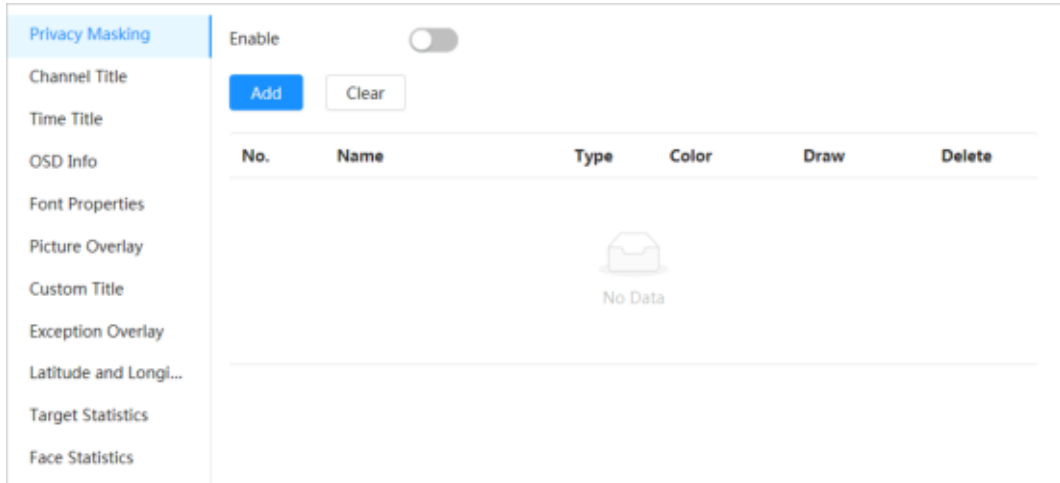 Privacy Masking
Channel Title
Time Title
OSD Info
Font Properties
Picture Overlay
Custom Title
Exception Overlay
Latitude and Longi...
Target Statistics
Face Statistics
Enable
Add Clear
No. Name Type Color Draw Delete
No Data